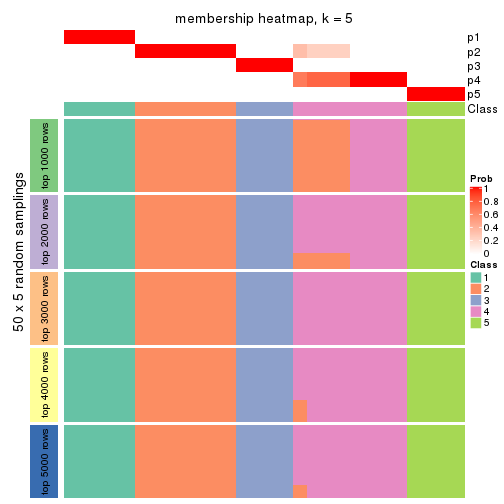 membership heatmap, k = 5
p1
p2
p3
p4
p5
Class
50 x 5 random samplings
top 1000 rows
top 2000 rows
top 3000 rows
top 4000 rows
top 5000 rows
Prob
1
0.8
0.6
0.4
0.2
0
Class
1
2
3
4
5